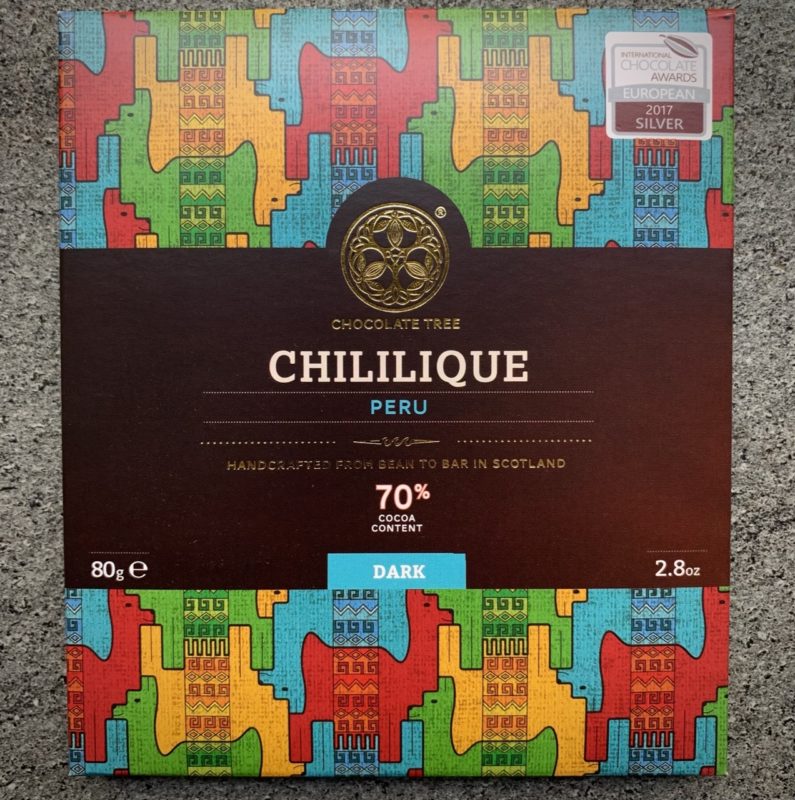 INTERNATIONAL
CHOCOLATE
AWARDS
EUROPEAN
2017
SILVER
®
CHOCOLATE TREE
CHILILIQUE
PERU
HANDCRAFTED FROM BEAN TO BAR IN SCOTLAND
70%
COCOA
CONTENT
80g ℮
DARK
2.8oz